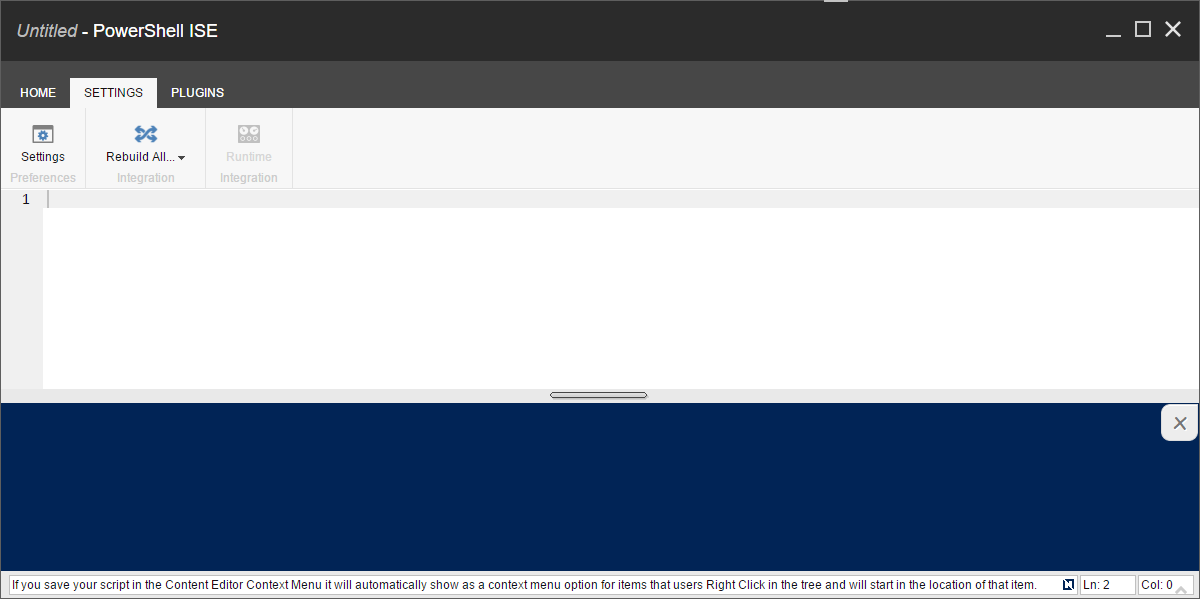 Untitled - PowerShell ISE
HOME SETTINGS PLUGINS
Settings Rebuild All... Runtime
Preferences Integration Integration
1
If you save your script in the Content Editor Context Menu it will automatically show as a context menu option for items that users Right Click in the tree and will start in the location of that item. Ln: 2 Col: 0